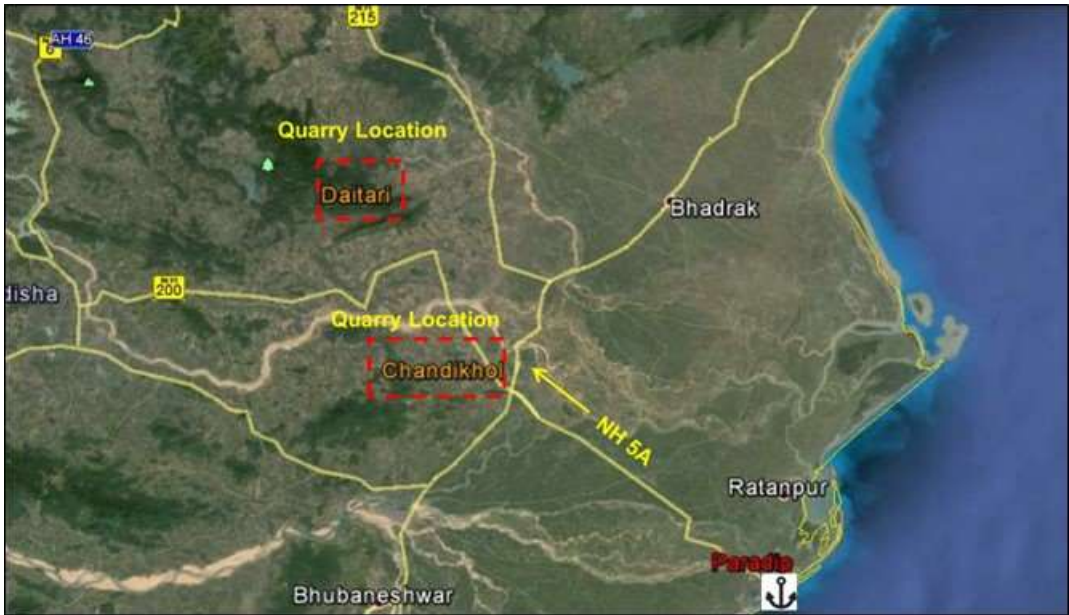 215
6
AH 46
Quarry Location
Daitari
Bhadrak
200
disha
Quarry Location
Chandikhol
NH 5A
Ratanpur
Paradip
Bhubaneshwar